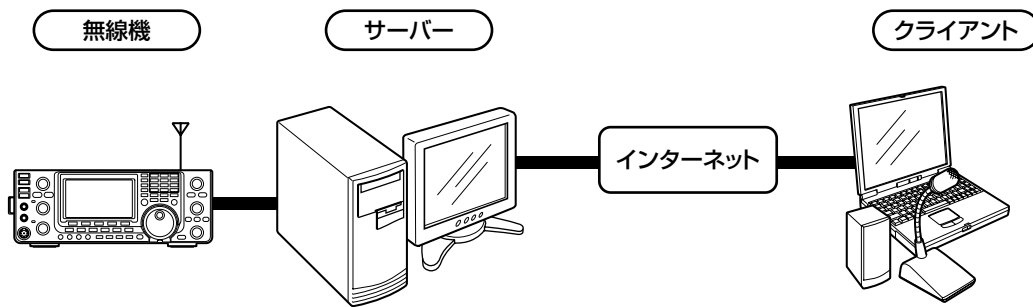 無線機
サーバー
クライアント
インターネット